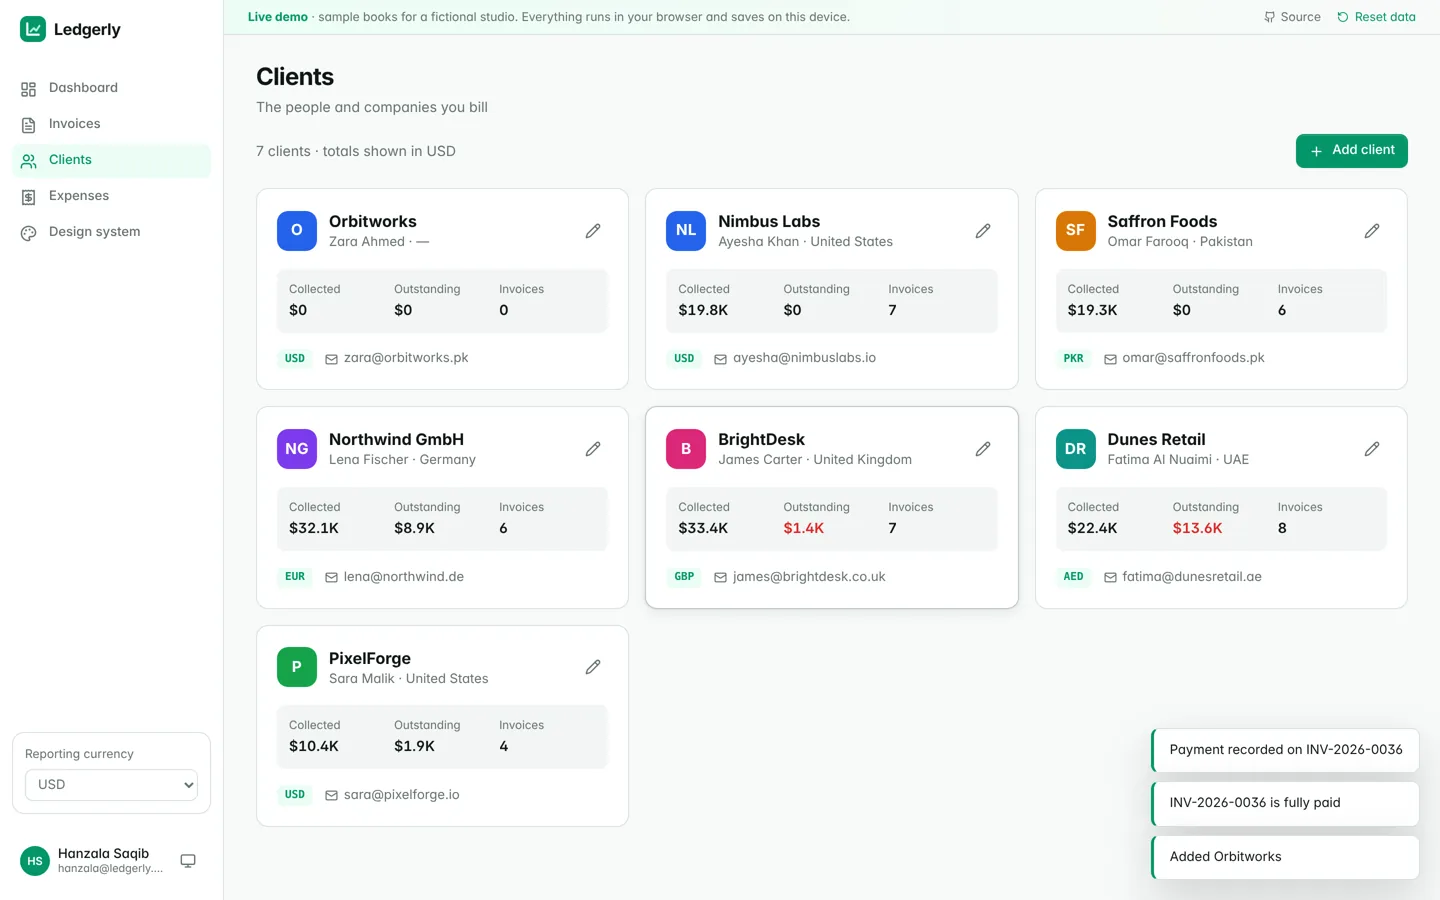 Ledgerly
Dashboard
Invoices
Clients
Expenses
Design system
Reporting currency
USD
HS
Hanzala Saqib
hanzala@ledgerly....
Live demo · sample books for a fictional studio. Everything runs in your browser and saves on this device.
Source
Reset data
Clients
The people and companies you bill
7 clients · totals shown in USD
Add client
O
Orbitworks
Zara Ahmed · —
Collected Outstanding Invoices
$0 $0 0
USD zara@orbitworks.pk
NL
Nimbus Labs
Ayesha Khan · United States
Collected Outstanding Invoices
$19.8K $0 7
USD ayesha@nimbuslabs.io
SF
Saffron Foods
Omar Farooq · Pakistan
Collected Outstanding Invoices
$19.3K $0 6
PKR omar@saffronfoods.pk
NG
Northwind GmbH
Lena Fischer · Germany
Collected Outstanding Invoices
$32.1K $8.9K 6
EUR lena@northwind.de
B
BrightDesk
James Carter · United Kingdom
Collected Outstanding Invoices
$33.4K $1.4K 7
GBP james@brightdesk.co.uk
DR
Dunes Retail
Fatima Al Nuaimi · UAE
Collected Outstanding Invoices
$22.4K $13.6K 8
AED fatima@dunesretail.ae
P
PixelForge
Sara Malik · United States
Collected Outstanding Invoices
$10.4K $1.9K 4
USD sara@pixelforge.io
Payment recorded on INV-2026-0036
INV-2026-0036 is fully paid
Added Orbitworks